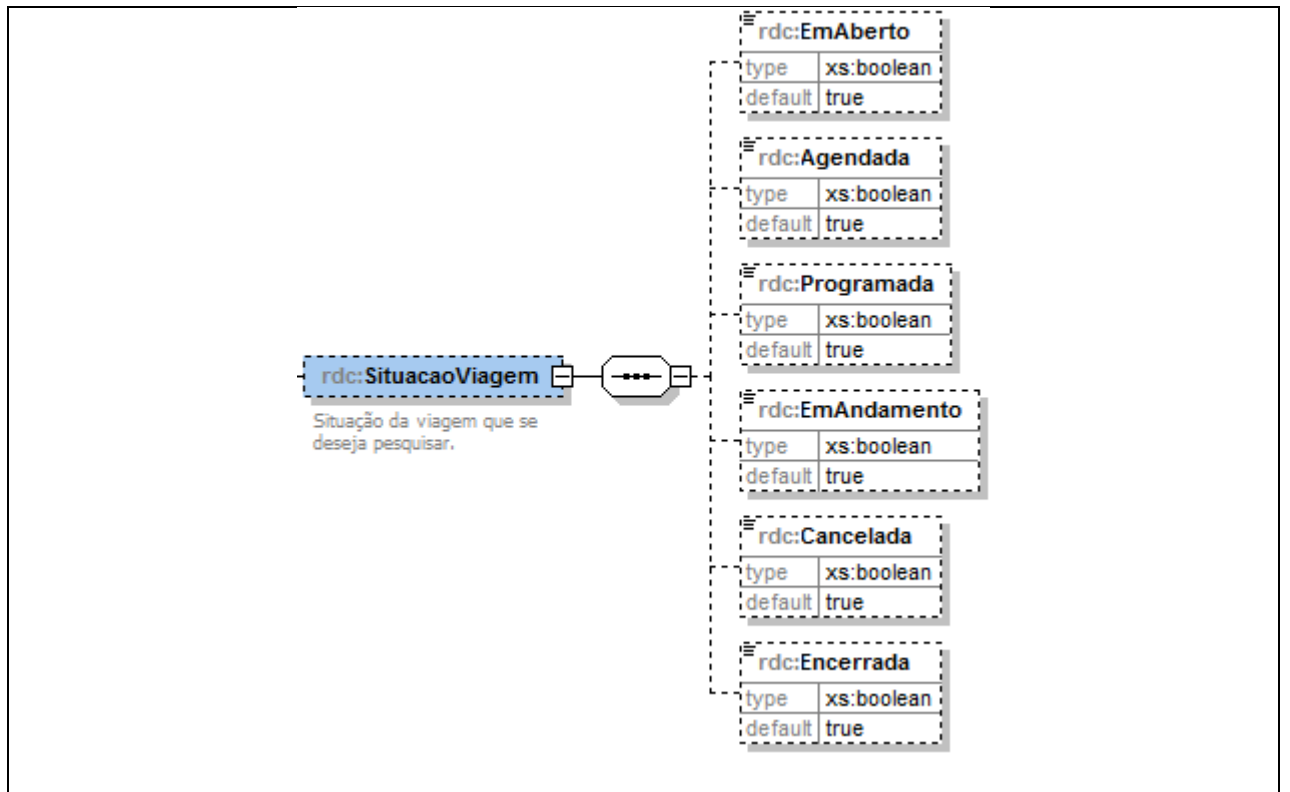 rdc:EmAberto
type xs:boolean
default true
rdc:Agendada
type xs:boolean
default true
rdc:Programada
type xs:boolean
default true
rdc:SituacaoViagem
Situação da viagem que se
deseja pesquisar.
rdc:EmAndamento
type xs:boolean
default true
rdc:Cancelada
type xs:boolean
default true
rdc:Encerrada
type xs:boolean
default true